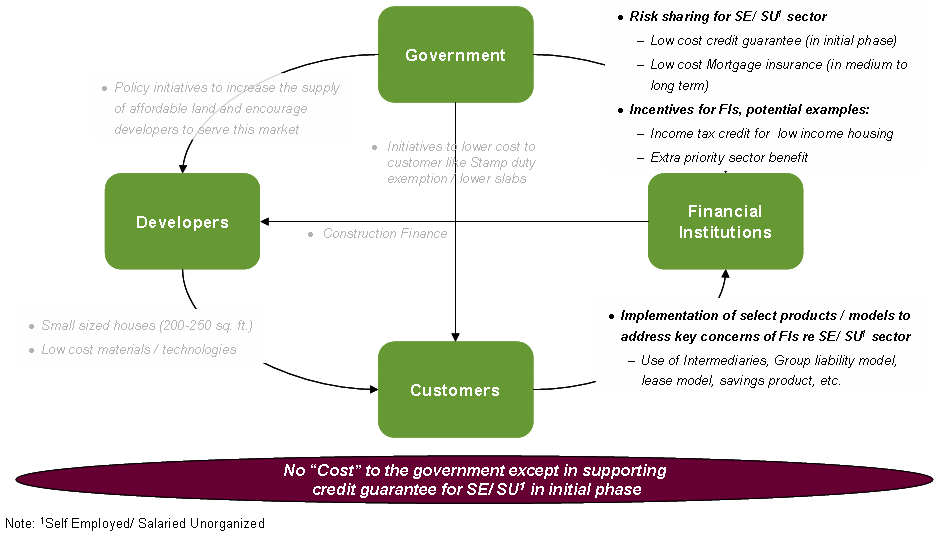 Government
● Risk sharing for SE/ SU¹ sector
– Low cost credit guarantee (in initial phase)
– Low cost Mortgage insurance (in medium to
long term)
● Incentives for FIs, potential examples:
– Income tax credit for low income housing
– Extra priority sector benefit
● Policy initiatives to increase the supply
of affordable land and encourage
developers to serve this market
● Initiatives to lower cost to
customer like Stamp duty
exemption / lower slabs
Developers
● Construction Finance
Financial
Institutions
● Small sized houses (200-250 sq. ft.)
● Low cost materials / technologies
Customers
● Implementation of select products / models to
address key concerns of FIs re SE/ SU¹ sector
– Use of Intermediaries, Group liability model,
lease model, savings product, etc.
No “Cost” to the government except in supporting
credit guarantee for SE/ SU¹ in initial phase
Note: ¹Self Employed/ Salaried Unorganized